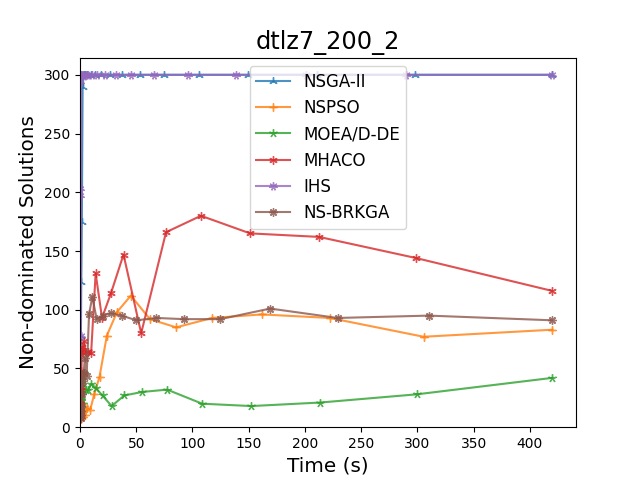 dtlz7_200_2
Non-dominated Solutions
300
250
200
150
100
50
0
NSGA-II
NSPSO
MOEA/D-DE
MHACO
IHS
NS-BRKGA
0 50 100 150 200 250 300 350 400
Time (s)